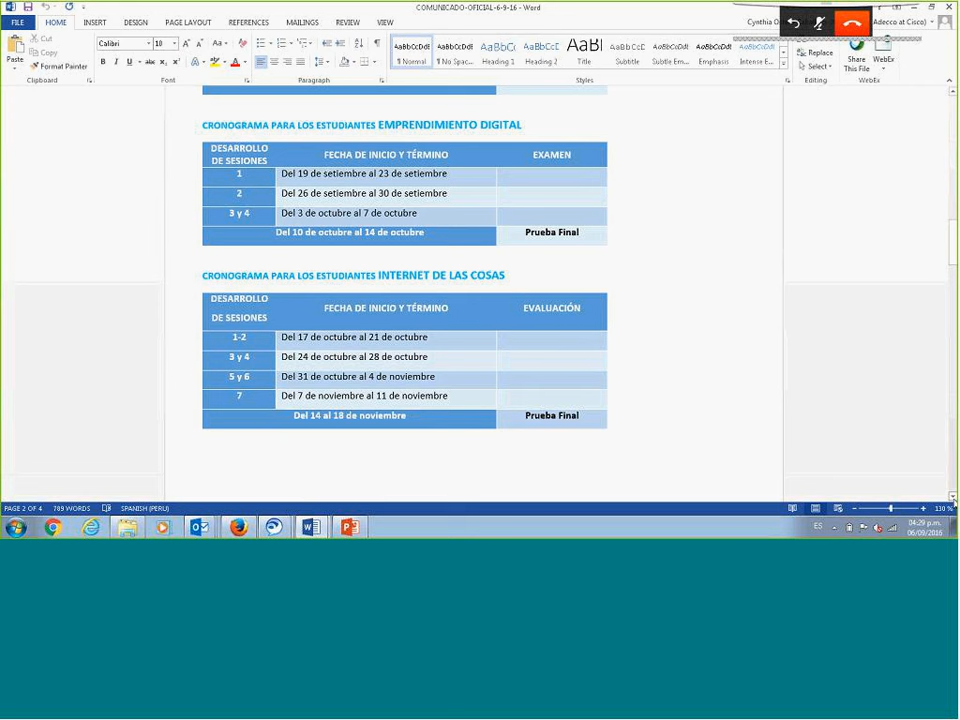 COMUNICADO-OFICIAL-6-9-16 - Word
FILE HOME INSERT DESIGN PAGE LAYOUT REFERENCES MAILINGS REVIEW VIEW
Adecco at Cisco)
Cut
Copy
Format Painter
Paste
Calibri 10
Normal
No Spac...
Heading 1
Heading 2
Title
Subtitle
Subtle Em...
Emphasis
Intense E...
Replace
Select
Share
This File
WebEx
Clipboard Font Paragraph Styles Editing WebEx
CRONOGRAMA PARA LOS ESTUDIANTES EMPRENDIMIENTO DIGITAL
DESARROLLO
DE SESIONES
FECHA DE INICIO Y TÉRMINO
EXAMEN
1 Del 19 de setiembre al 23 de setiembre
2 Del 26 de setiembre al 30 de setiembre
3 y 4 Del 3 de octubre al 7 de octubre
Del 10 de octubre al 14 de octubre Prueba Final
CRONOGRAMA PARA LOS ESTUDIANTES INTERNET DE LAS COSAS
DESARROLLO
DE SESIONES
FECHA DE INICIO Y TÉRMINO
EVALUACIÓN
1-2 Del 17 de octubre al 21 de octubre
3 y 4 Del 24 de octubre al 28 de octubre
5 y 6 Del 31 de octubre al 4 de noviembre
7 Del 7 de noviembre al 11 de noviembre
Del 14 al 18 de noviembre Prueba Final
PAGE 2 OF 4 789 WORDS SPANISH (PERU) 130 %
ES
04:29 p.m.
06/09/2016